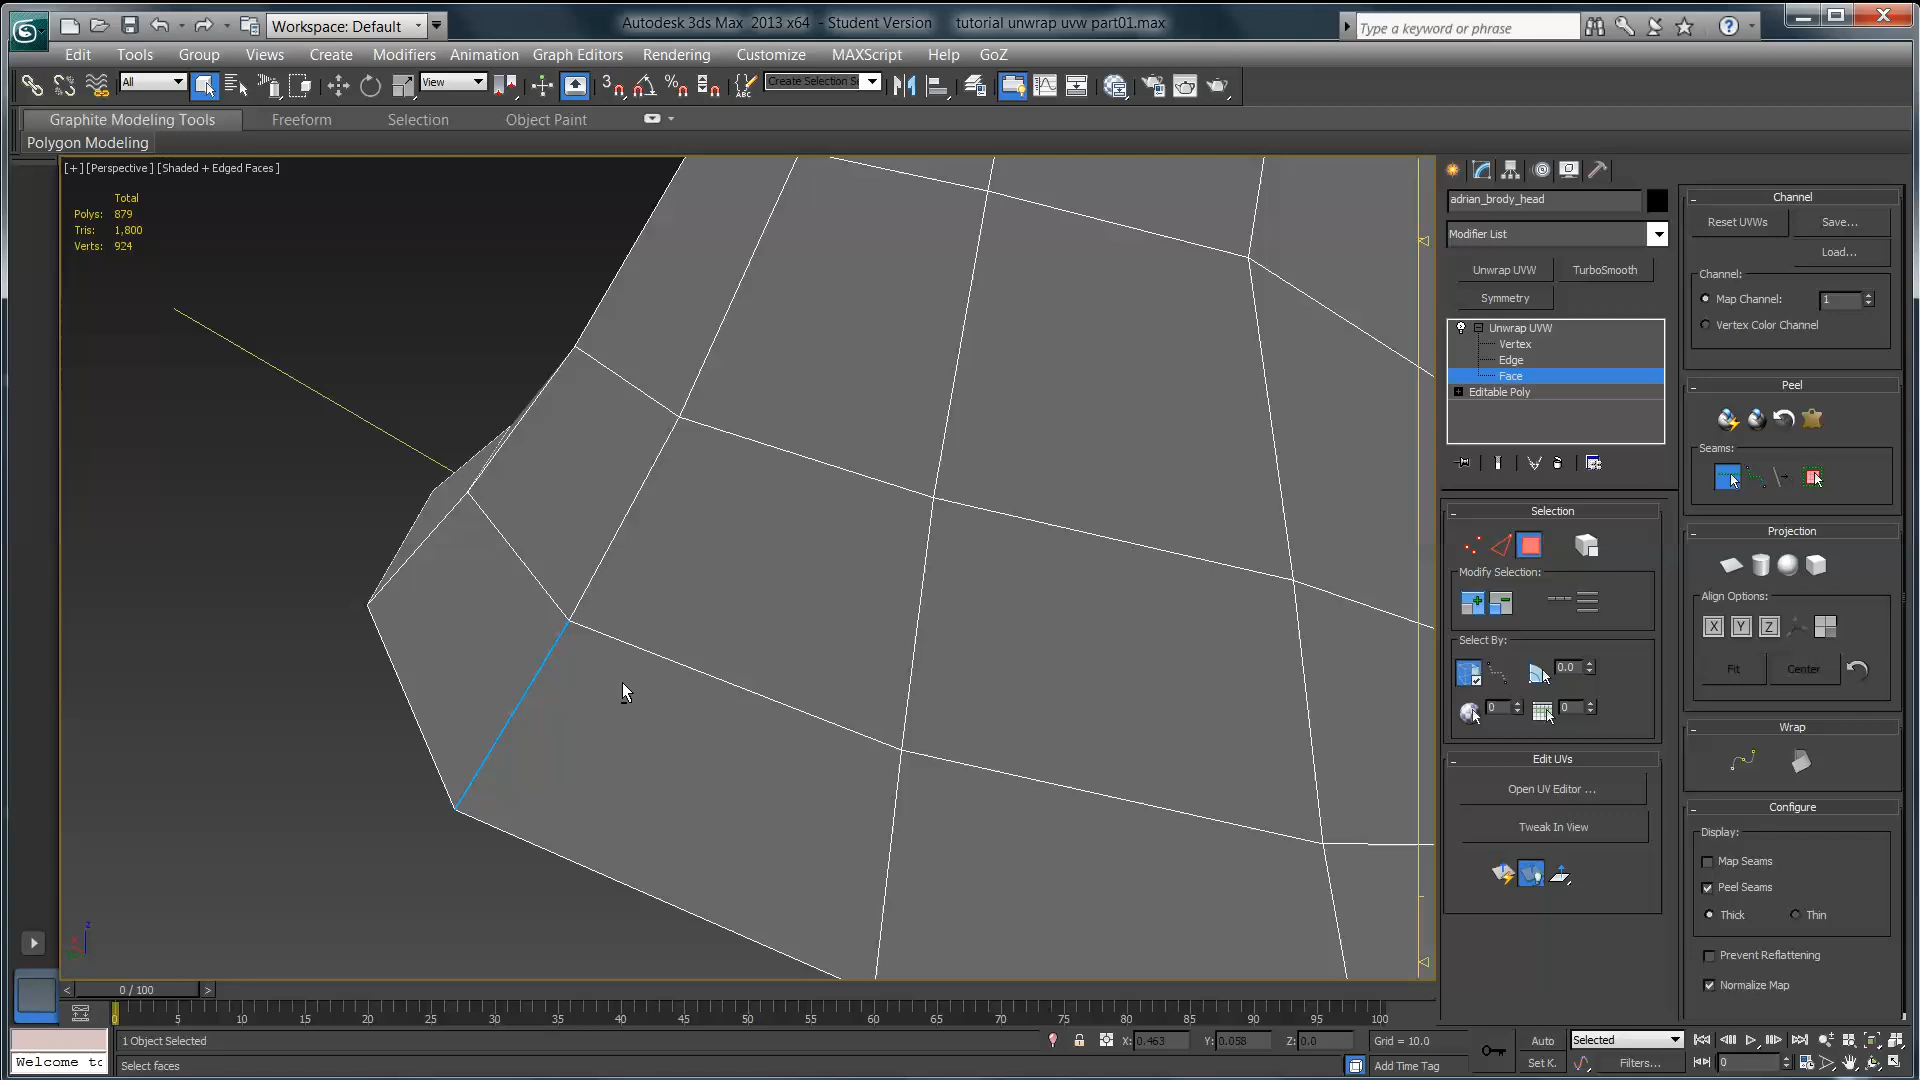 Workspace: Default
Autodesk 3ds Max 2013 x64 - Student Version tutorial unwrap uvw part01.max
Type a keyword or phrase
Edit Tools Group Views Create Modifiers Animation Graph Editors Rendering Customize MAXScript Help GoZ
All
View
3
%
ABC
Create Selection S
Graphite Modeling Tools Freeform Selection Object Paint
Polygon Modeling
[+][Perspective][Shaded + Edged Faces]
Total
Polys: 879
Tris: 1,800
Verts: 924
adrian_brody_head
Modifier List
Unwrap UVW TurboSmooth
Symmetry
Unwrap UVW
Vertex
Edge
Face
Editable Poly
Selection
Modify Selection:
Select By:
0.0
0 0
Edit UVs
Open UV Editor ...
Tweak In View
Channel
Reset UVWs Save...
Load...
Channel:
Map Channel: 1
Vertex Color Channel
Peel
Seams:
Projection
Align Options:
X Y Z
Fit Center
Wrap
Configure
Display:
Map Seams
Peel Seams
Thick Thin
Prevent Reflattening
Normalize Map
z
< 0 / 100 >
0 5 10 15 20 25 30 35 40 45 50 55 60 65 70 75 80 85 90 95 100
1 Object Selected
X: 0.463 Y: 0.058 Z: 0.0 Grid = 10.0
Auto Selected
Welcome to
Select faces
Add Time Tag
Set K. Filters... 0